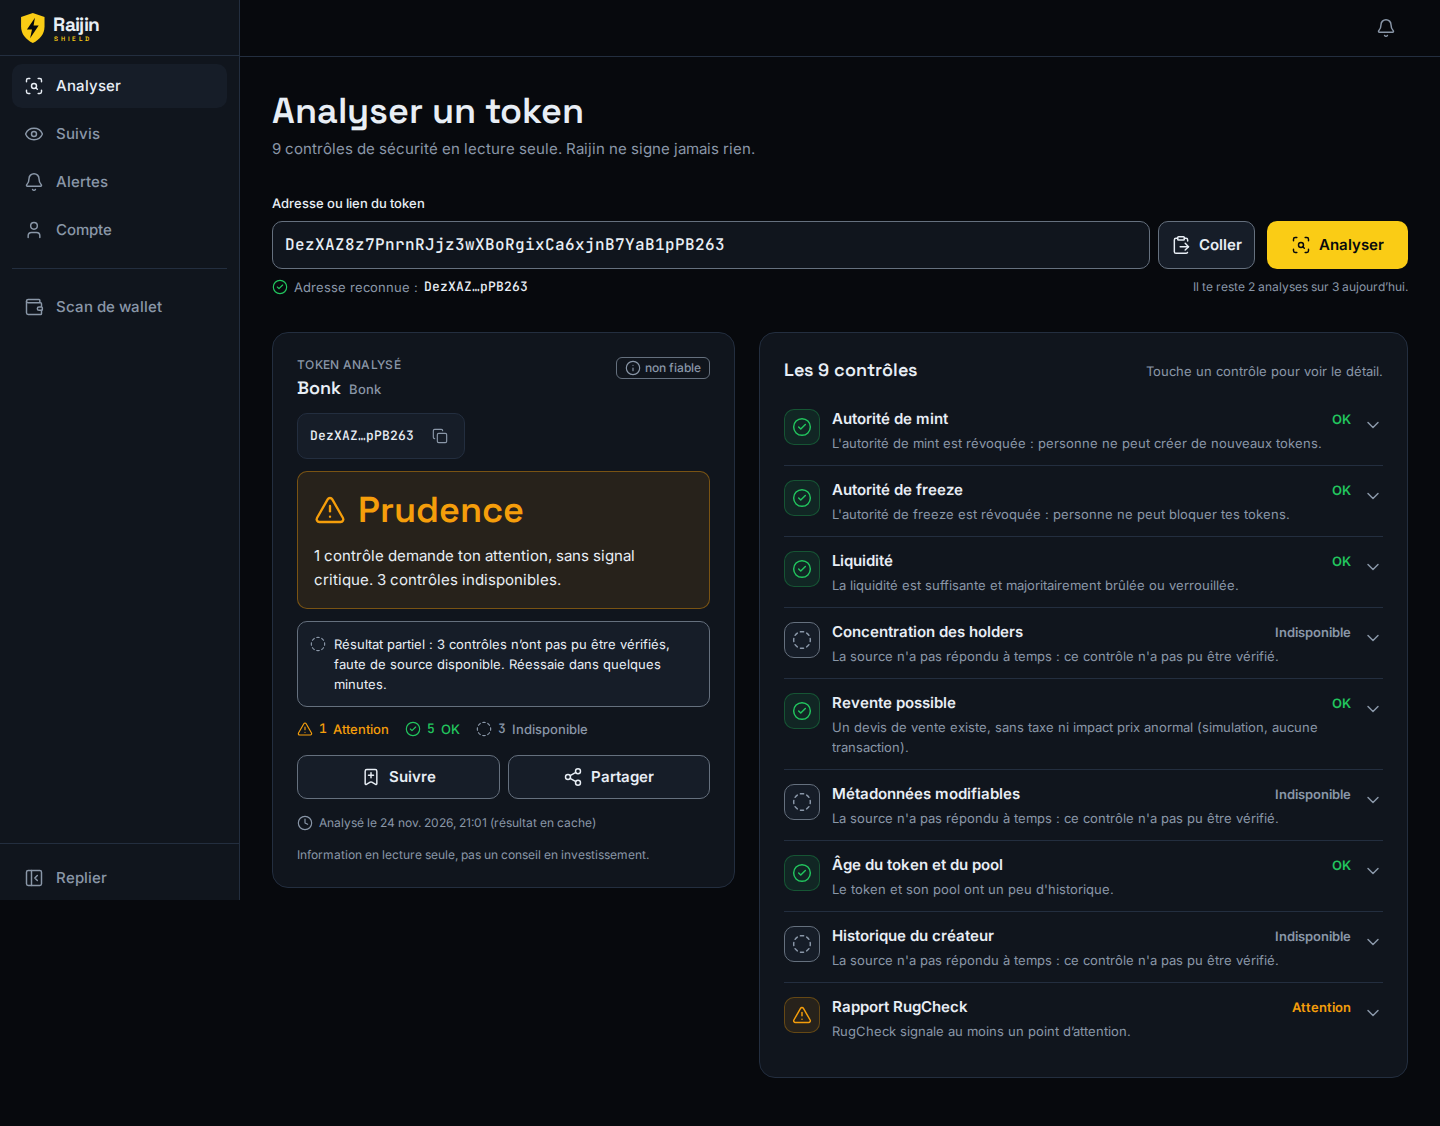 Raijin
SHIELD
Analyser
Suivis
Alertes
Compte
Scan de wallet
Replier
Analyser un token
9 contrôles de sécurité en lecture seule. Raijin ne signe jamais rien.
Adresse ou lien du token
DezXAZ8z7PnrnRJjz3wXBoRgixCa6xjnB7YaB1pPB263
Coller
Analyser
Adresse reconnue : DezXAZ…pPB263
Il te reste 2 analyses sur 3 aujourd'hui.
TOKEN ANALYSÉ
non fiable
Bonk Bonk
DezXAZ…pPB263
Prudence
1 contrôle demande ton attention, sans signal
critique. 3 contrôles indisponibles.
Résultat partiel : 3 contrôles n'ont pas pu être vérifiés,
faute de source disponible. Réessaie dans quelques
minutes.
1 Attention 5 OK 3 Indisponible
Suivre
Partager
Analysé le 24 nov. 2026, 21:01 (résultat en cache)
Information en lecture seule, pas un conseil en investissement.
Les 9 contrôles
Touche un contrôle pour voir le détail.
Autorité de mint OK
L'autorité de mint est révoquée : personne ne peut créer de nouveaux tokens.
Autorité de freeze OK
L'autorité de freeze est révoquée : personne ne peut bloquer tes tokens.
Liquidité OK
La liquidité est suffisante et majoritairement brûlée ou verrouillée.
Concentration des holders Indisponible
La source n'a pas répondu à temps : ce contrôle n'a pas pu être vérifié.
Revente possible OK
Un devis de vente existe, sans taxe ni impact prix anormal (simulation, aucune
transaction).
Métadonnées modifiables Indisponible
La source n'a pas répondu à temps : ce contrôle n'a pas pu être vérifié.
Âge du token et du pool OK
Le token et son pool ont un peu d'historique.
Historique du créateur Indisponible
La source n'a pas répondu à temps : ce contrôle n'a pas pu être vérifié.
Rapport RugCheck Attention
RugCheck signale au moins un point d'attention.